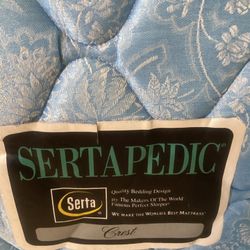 SERTAPEDIC®
Serta®
Quality Bedding Design
By The Makers Of The World
Famous Perfect Sleeper®
WE MAKE THE WORLD'S BEST MATTRESS™
Crest